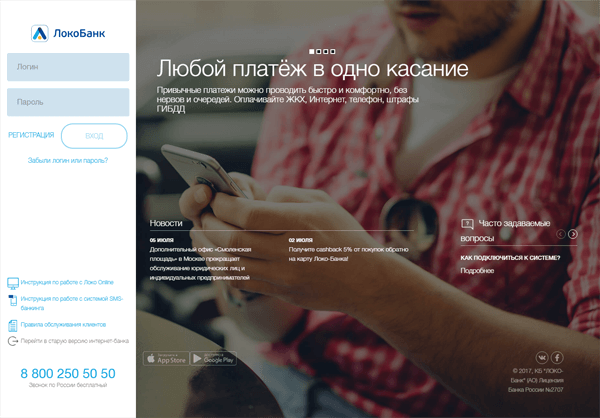 ЛокоБанк
Логин
Пароль
РЕГИСТРАЦИЯ
ВХОД
Забыли логин или пароль?
Инструкция по работе с Локо Online
Инструкция по работе с системой SMS-
банкинга
Правила обслуживания клиентов
Перейти в старую версию интернет-банка
8 800 250 50 50
Звонок по России бесплатный
Любой платёж в одно касание
Привычные платежи можно проводить быстро и комфортно, без
нервов и очередей. Оплачивайте ЖКХ, Интернет, телефон, штрафы
ГИБДД
Новости
05 ИЮЛЯ
Дополнительный офис «Смоленская
площадь» в Москве прекращает
обслуживание юридических лиц и
индивидуальных предпринимателей
02 ИЮЛЯ
Получите cashback 5% от покупок обратно
на карту Локо-Банка!
Часто задаваемые
вопросы
КАК ПОДКЛЮЧИТЬСЯ К СИСТЕМЕ?
Подробнее
App Store
Google Play
© 2017, КБ "ЛОКО-
Банк" (АО) Лицензия
Банка России №2707